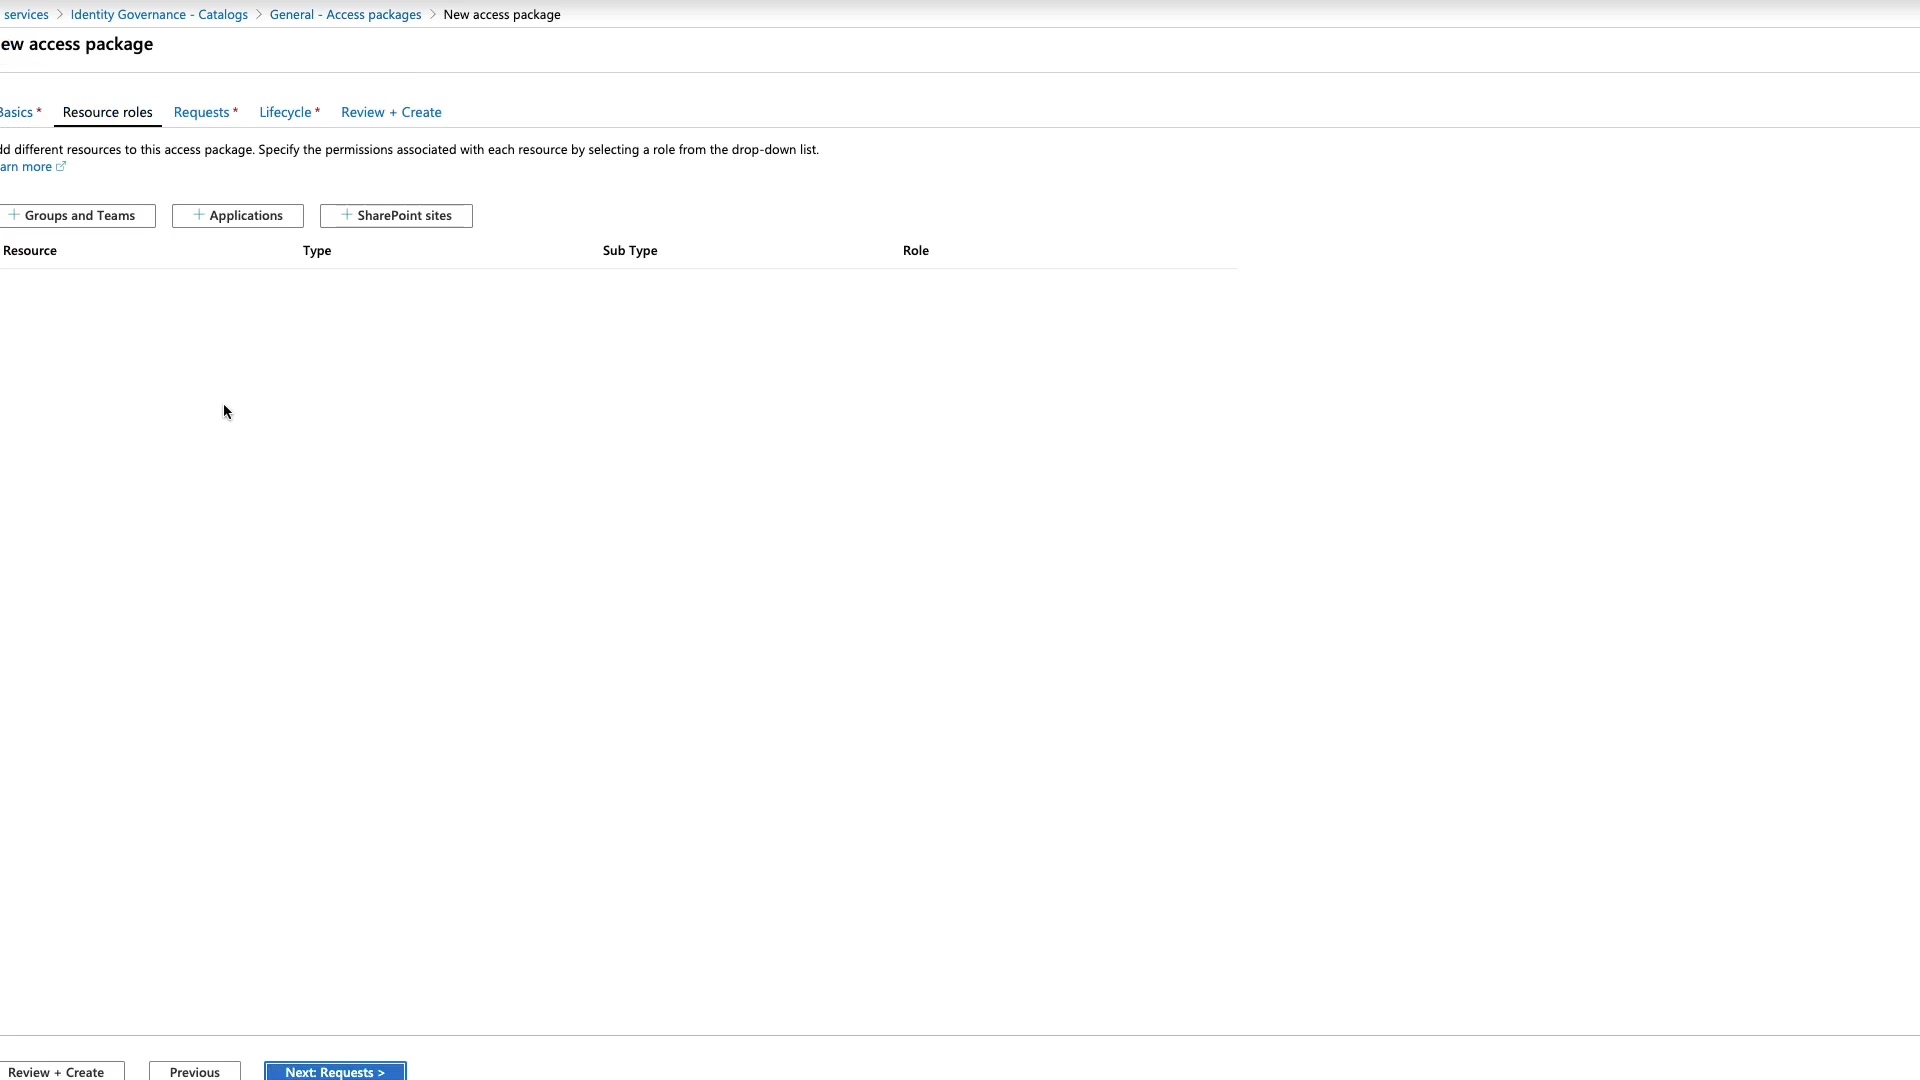 services > Identity Governance - Catalogs > General - Access packages > New access package
ew access package
Basics * Resource roles Requests * Lifecycle * Review + Create
dd different resources to this access package. Specify the permissions associated with each resource by selecting a role from the drop-down list.
arn more
+ Groups and Teams + Applications + SharePoint sites
Resource Type Sub Type Role
Review + Create Previous Next: Requests >